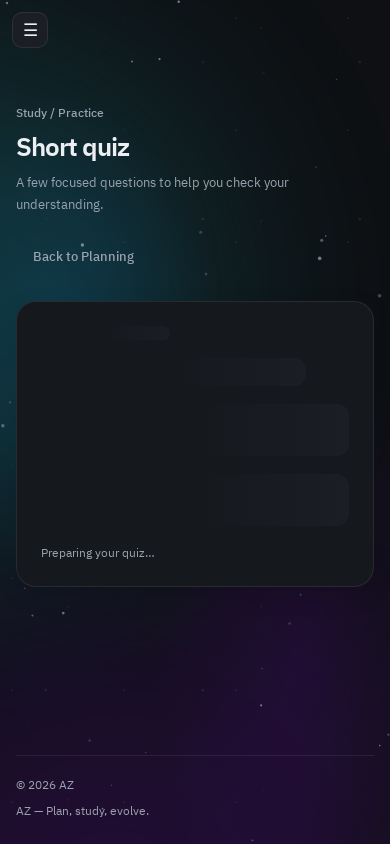 ☰
Study / Practice
Short quiz
A few focused questions to help you check your
understanding.
Back to Planning
Preparing your quiz…
© 2026 AZ
AZ — Plan, study, evolve.